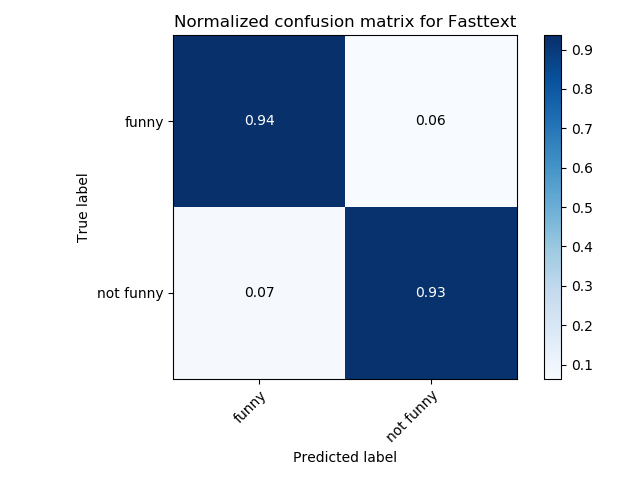 Normalized confusion matrix for Fasttext
True label
funny
not funny
0.94
0.06
0.07
0.93
funny
not funny
Predicted label
0.9
0.8
0.7
0.6
0.5
0.4
0.3
0.2
0.1